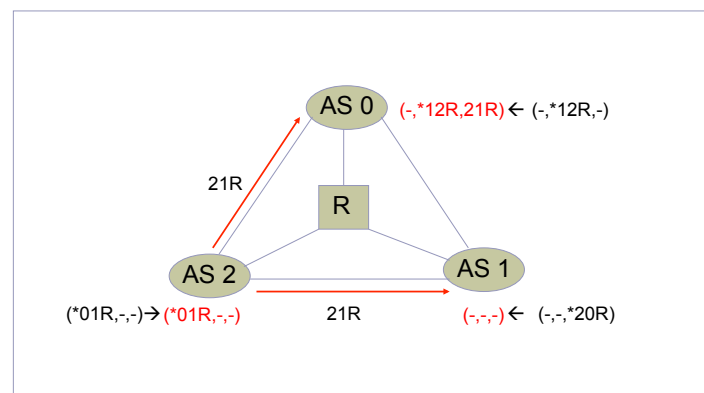 AS 0
(-,*12R,21R) ← (-,*12R,-)
21R
R
AS 2
AS 1
(*01R,-,-)→(*01R,-,-)
21R
(-,-,-) ← (-,-,*20R)